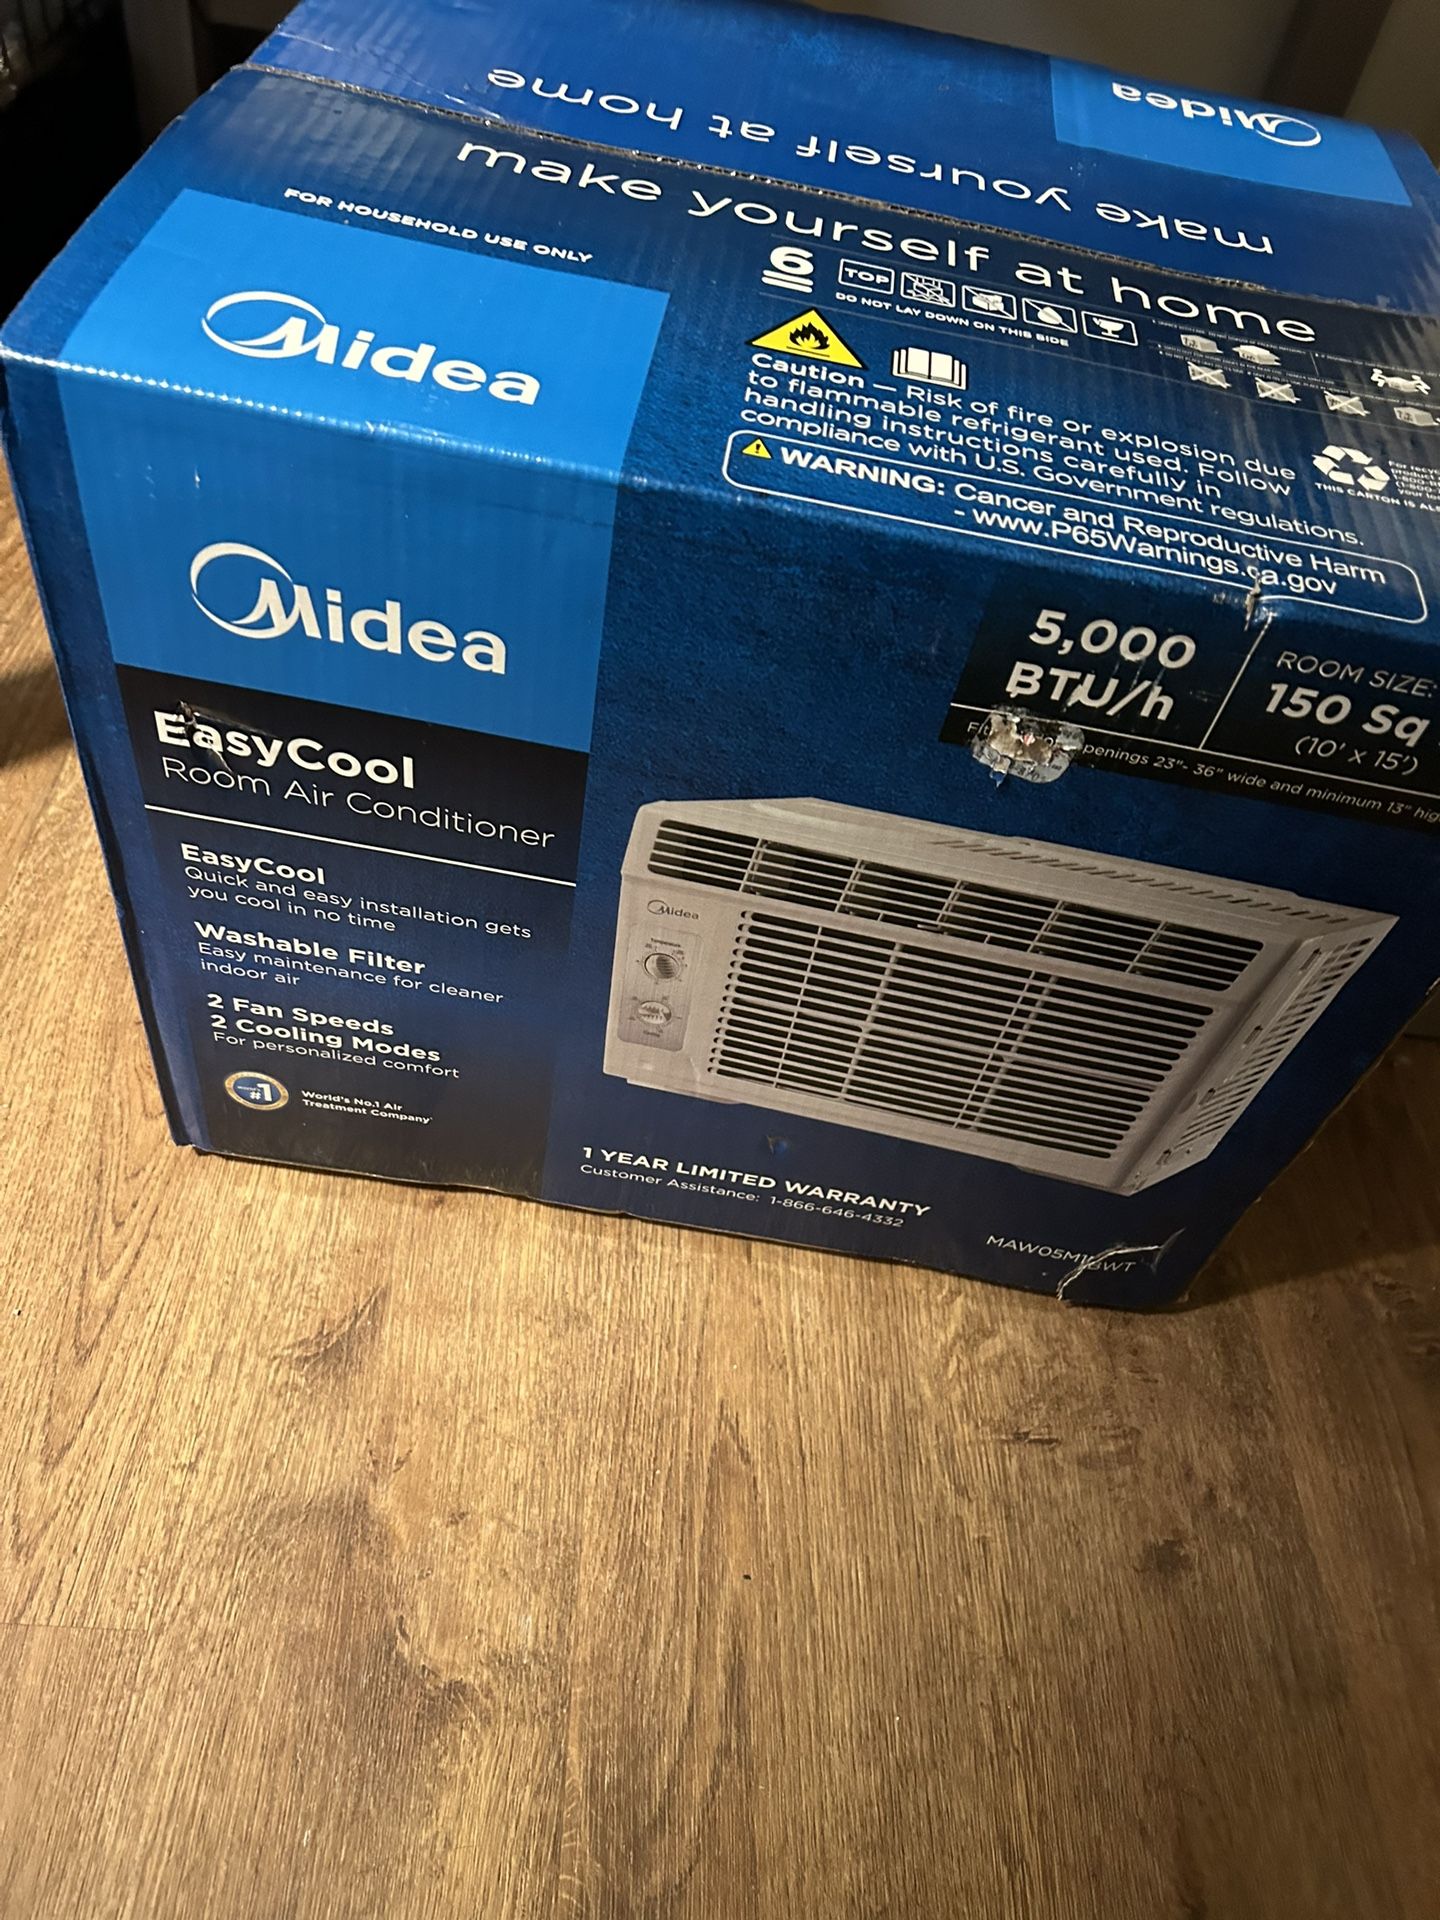 Midea
make yourself at home
make yourself at home
FOR HOUSEHOLD USE ONLY
Midea
6
TOP
DO NOT LAY DOWN ON THIS SIDE
Caution — Risk of fire or explosion due
to flammable refrigerant used. Follow
handling instructions carefully in
compliance with U.S. Government regulations.
WARNING: Cancer and Reproductive Harm
- www.P65Warnings.ca.gov
THIS CARTON IS
Midea
5,000
BTU/h
ROOM SIZE:
150 Sq
(10' x 15')
openings 23"- 36" wide and minimum 13"
EasyCool
Room Air Conditioner
EasyCool
Quick and easy installation gets
you cool in no time
Washable Filter
Easy maintenance for cleaner
indoor air
2 Fan Speeds
2 Cooling Modes
For personalized comfort
#1
World's No.1 Air
Treatment Company*
Midea
1 YEAR LIMITED WARRANTY
Customer Assistance: 1-866-646-4332